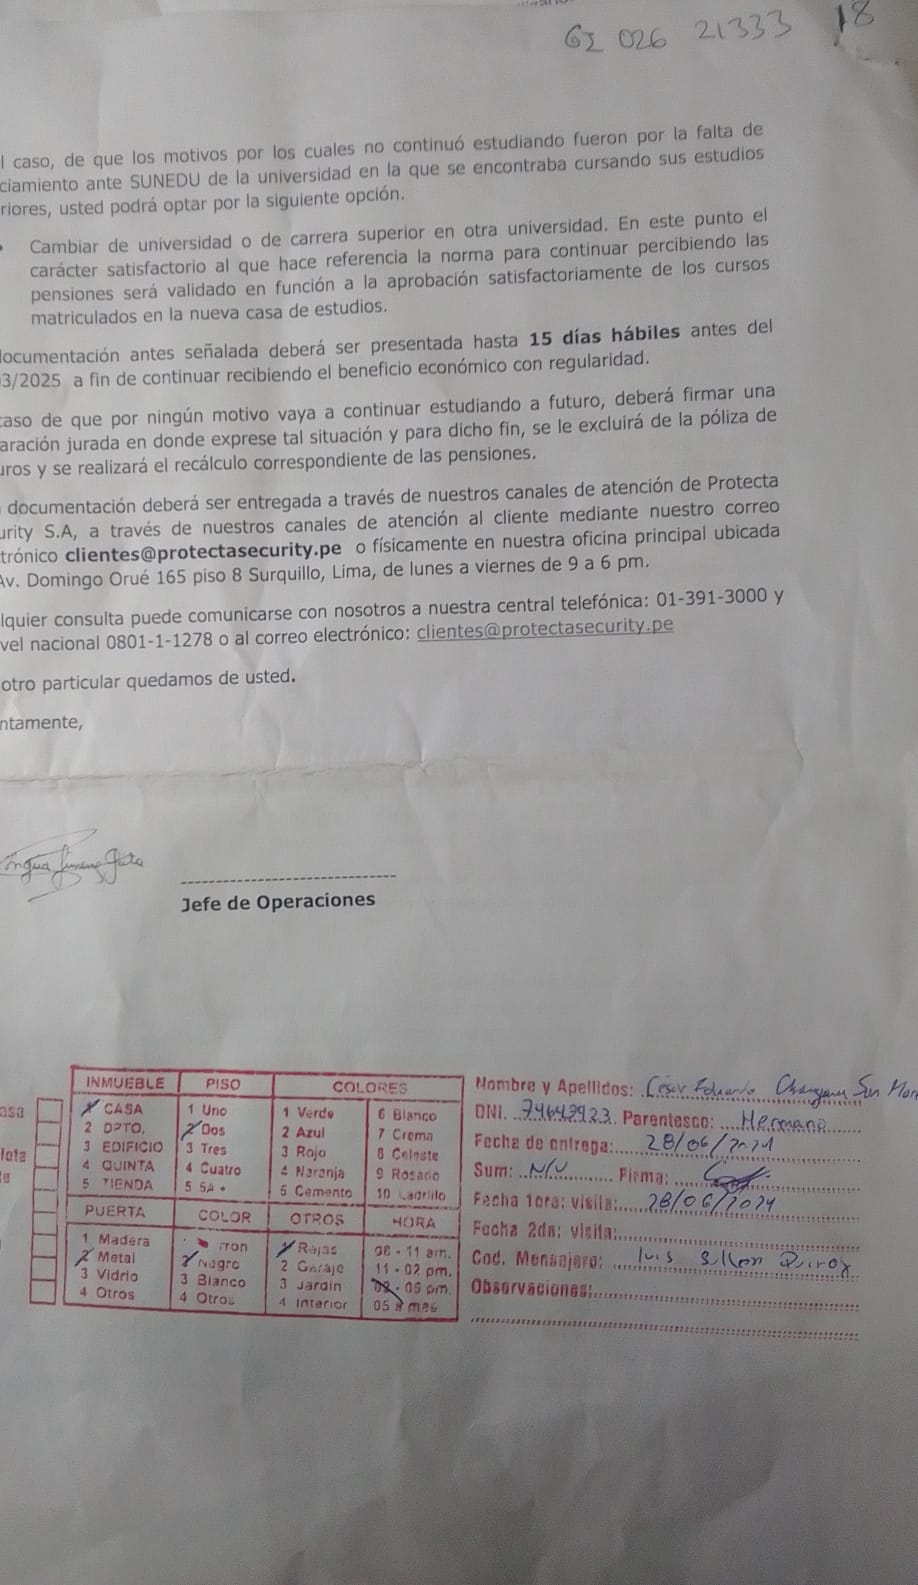 GI 026 21333 18
l caso, de que los motivos por los cuales no continuó estudiando fueron por la falta de
ciamiento ante SUNEDU de la universidad en la que se encontraba cursando sus estudios
riores, usted podrá optar por la siguiente opción.
Cambiar de universidad o de carrera superior en otra universidad. En este punto el
carácter satisfactorio al que hace referencia la norma para continuar percibiendo las
pensiones será validado en función a la aprobación satisfactoriamente de los cursos
matriculados en la nueva casa de estudios.
documentación antes señalada deberá ser presentada hasta 15 días hábiles antes del
03/2025 a fin de continuar recibiendo el beneficio económico con regularidad.
caso de que por ningún motivo vaya a continuar estudiando a futuro, deberá firmar una
aración jurada en donde exprese tal situación y para dicho fin, se le excluirá de la póliza de
uros y se realizará el recálculo correspondiente de las pensiones.
documentación deberá ser entregada a través de nuestros canales de atención de Protecta
urity S.A, a través de nuestros canales de atención al cliente mediante nuestro correo
trónico clientes@protectasecurity.pe o físicamente en nuestra oficina principal ubicada
Av. Domingo Orué 165 piso 8 Surquillo, Lima, de lunes a viernes de 9 a 6 pm.
lquier consulta puede comunicarse con nosotros a nuestra central telefónica: 01-391-3000 y
vel nacional 0801-1-1278 o al correo electrónico: clientes@protectasecurity.pe
otro particular quedamos de usted.
ntamente,
Jefe de Operaciones
INMUEBLE PISO COLORES
1 CASA 1 Uno 1 Verde 6 Blanco
2 DPTO. 2 Dos 2 Azul 7 Crema
3 EDIFICIO 3 Tres 3 Rojo 8 Celeste
4 QUINTA 4 Cuatro 4 Naranja 9 Rosado
5 TIENDA 5 5A + 5 Cemento 10 Ladrillo
PUERTA COLOR OTROS HORA
1 Madera rron 1 Rejas 08 - 11 am.
2 Metal 2 Negro 2 Garaje 11 - 02 pm.
3 Vidrio 3 Blanco 3 Jardin 02 - 05 pm.
4 Otros 4 Otros 4 Interior 05 a mas
Nombre y Apellidos: Cesar Eduardo
DNI. 74642923 Parentesco: Hermano
Fecha de entrega: 28/06/2024
Sum: N/V Firma:
Fecha 1era: visita: 28/06/2024
Fecha 2da: visita:
Cod. Mensajero: luis Sullon Quiroz
Observaciones: